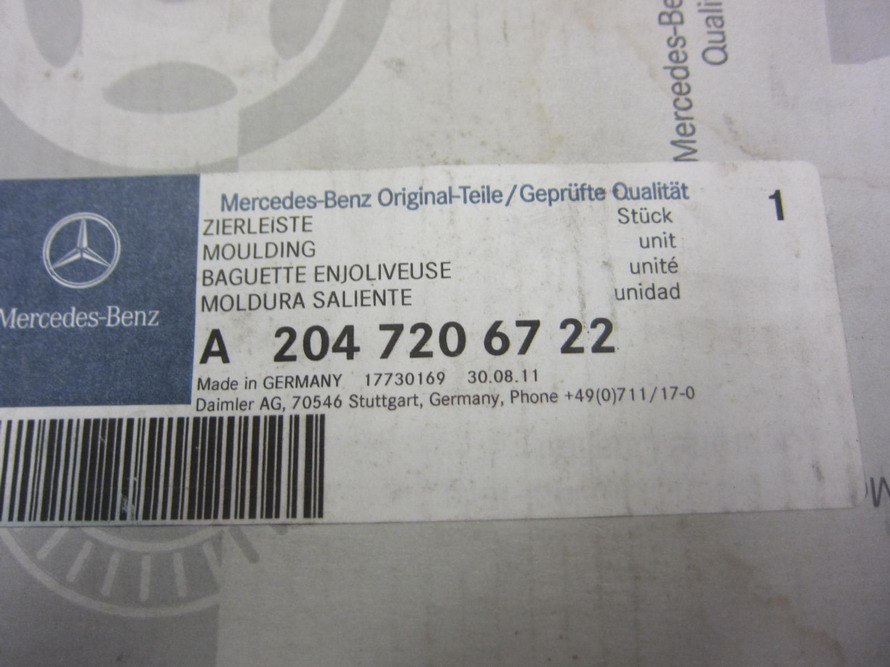 Mercedes-Be
Quali
Mercedes-Benz Original-Teile/Geprüfte Qualität
1
ZIERLEISTE Stück
MOULDING unit
BAGUETTE ENJOLIVEUSE unité
MOLDURA SALIENTE unidad
Mercedes-Benz
A 204 720 67 22
Made in GERMANY 17730169 30.08.11
Daimler AG, 70546 Stuttgart, Germany, Phone +49(0)711/17-0